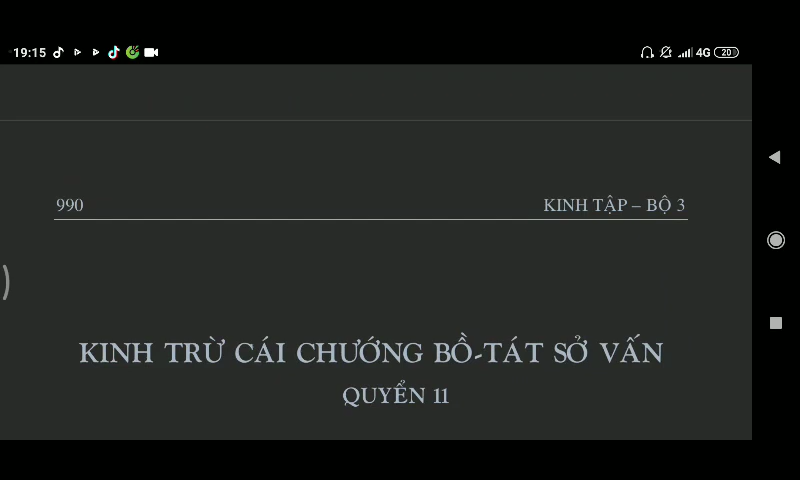 19:15 4G 20
990 KINH TẬP – BỘ 3
KINH TRỪ CÁI CHƯỚNG BỒ-TÁT SỞ VẤN
QUYỂN 11